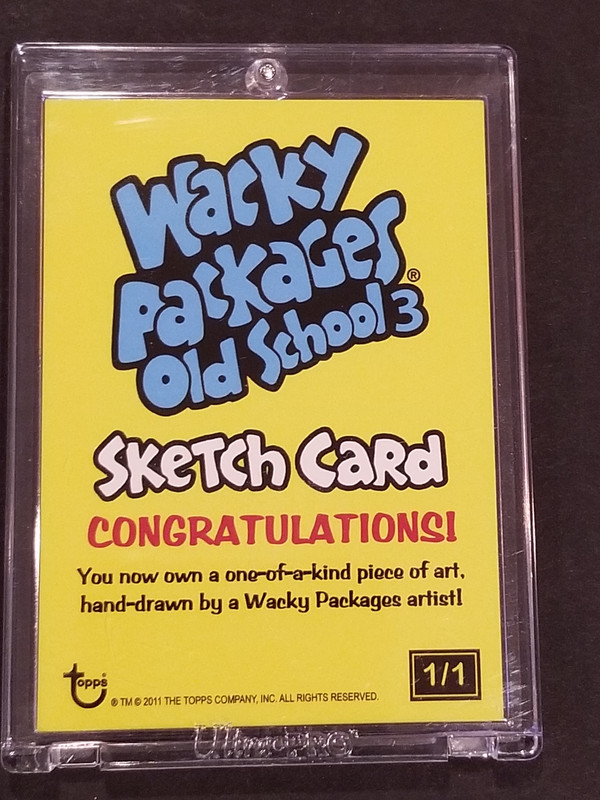 Wacky
Packages®
Old School 3
Sketch Card
CONGRATULATIONS!
You now own a one-of-a-kind piece of art,
hand-drawn by a Wacky Packages artist!
Topps
® TM © 2011 THE TOPPS COMPANY, INC. ALL RIGHTS RESERVED.
1/1